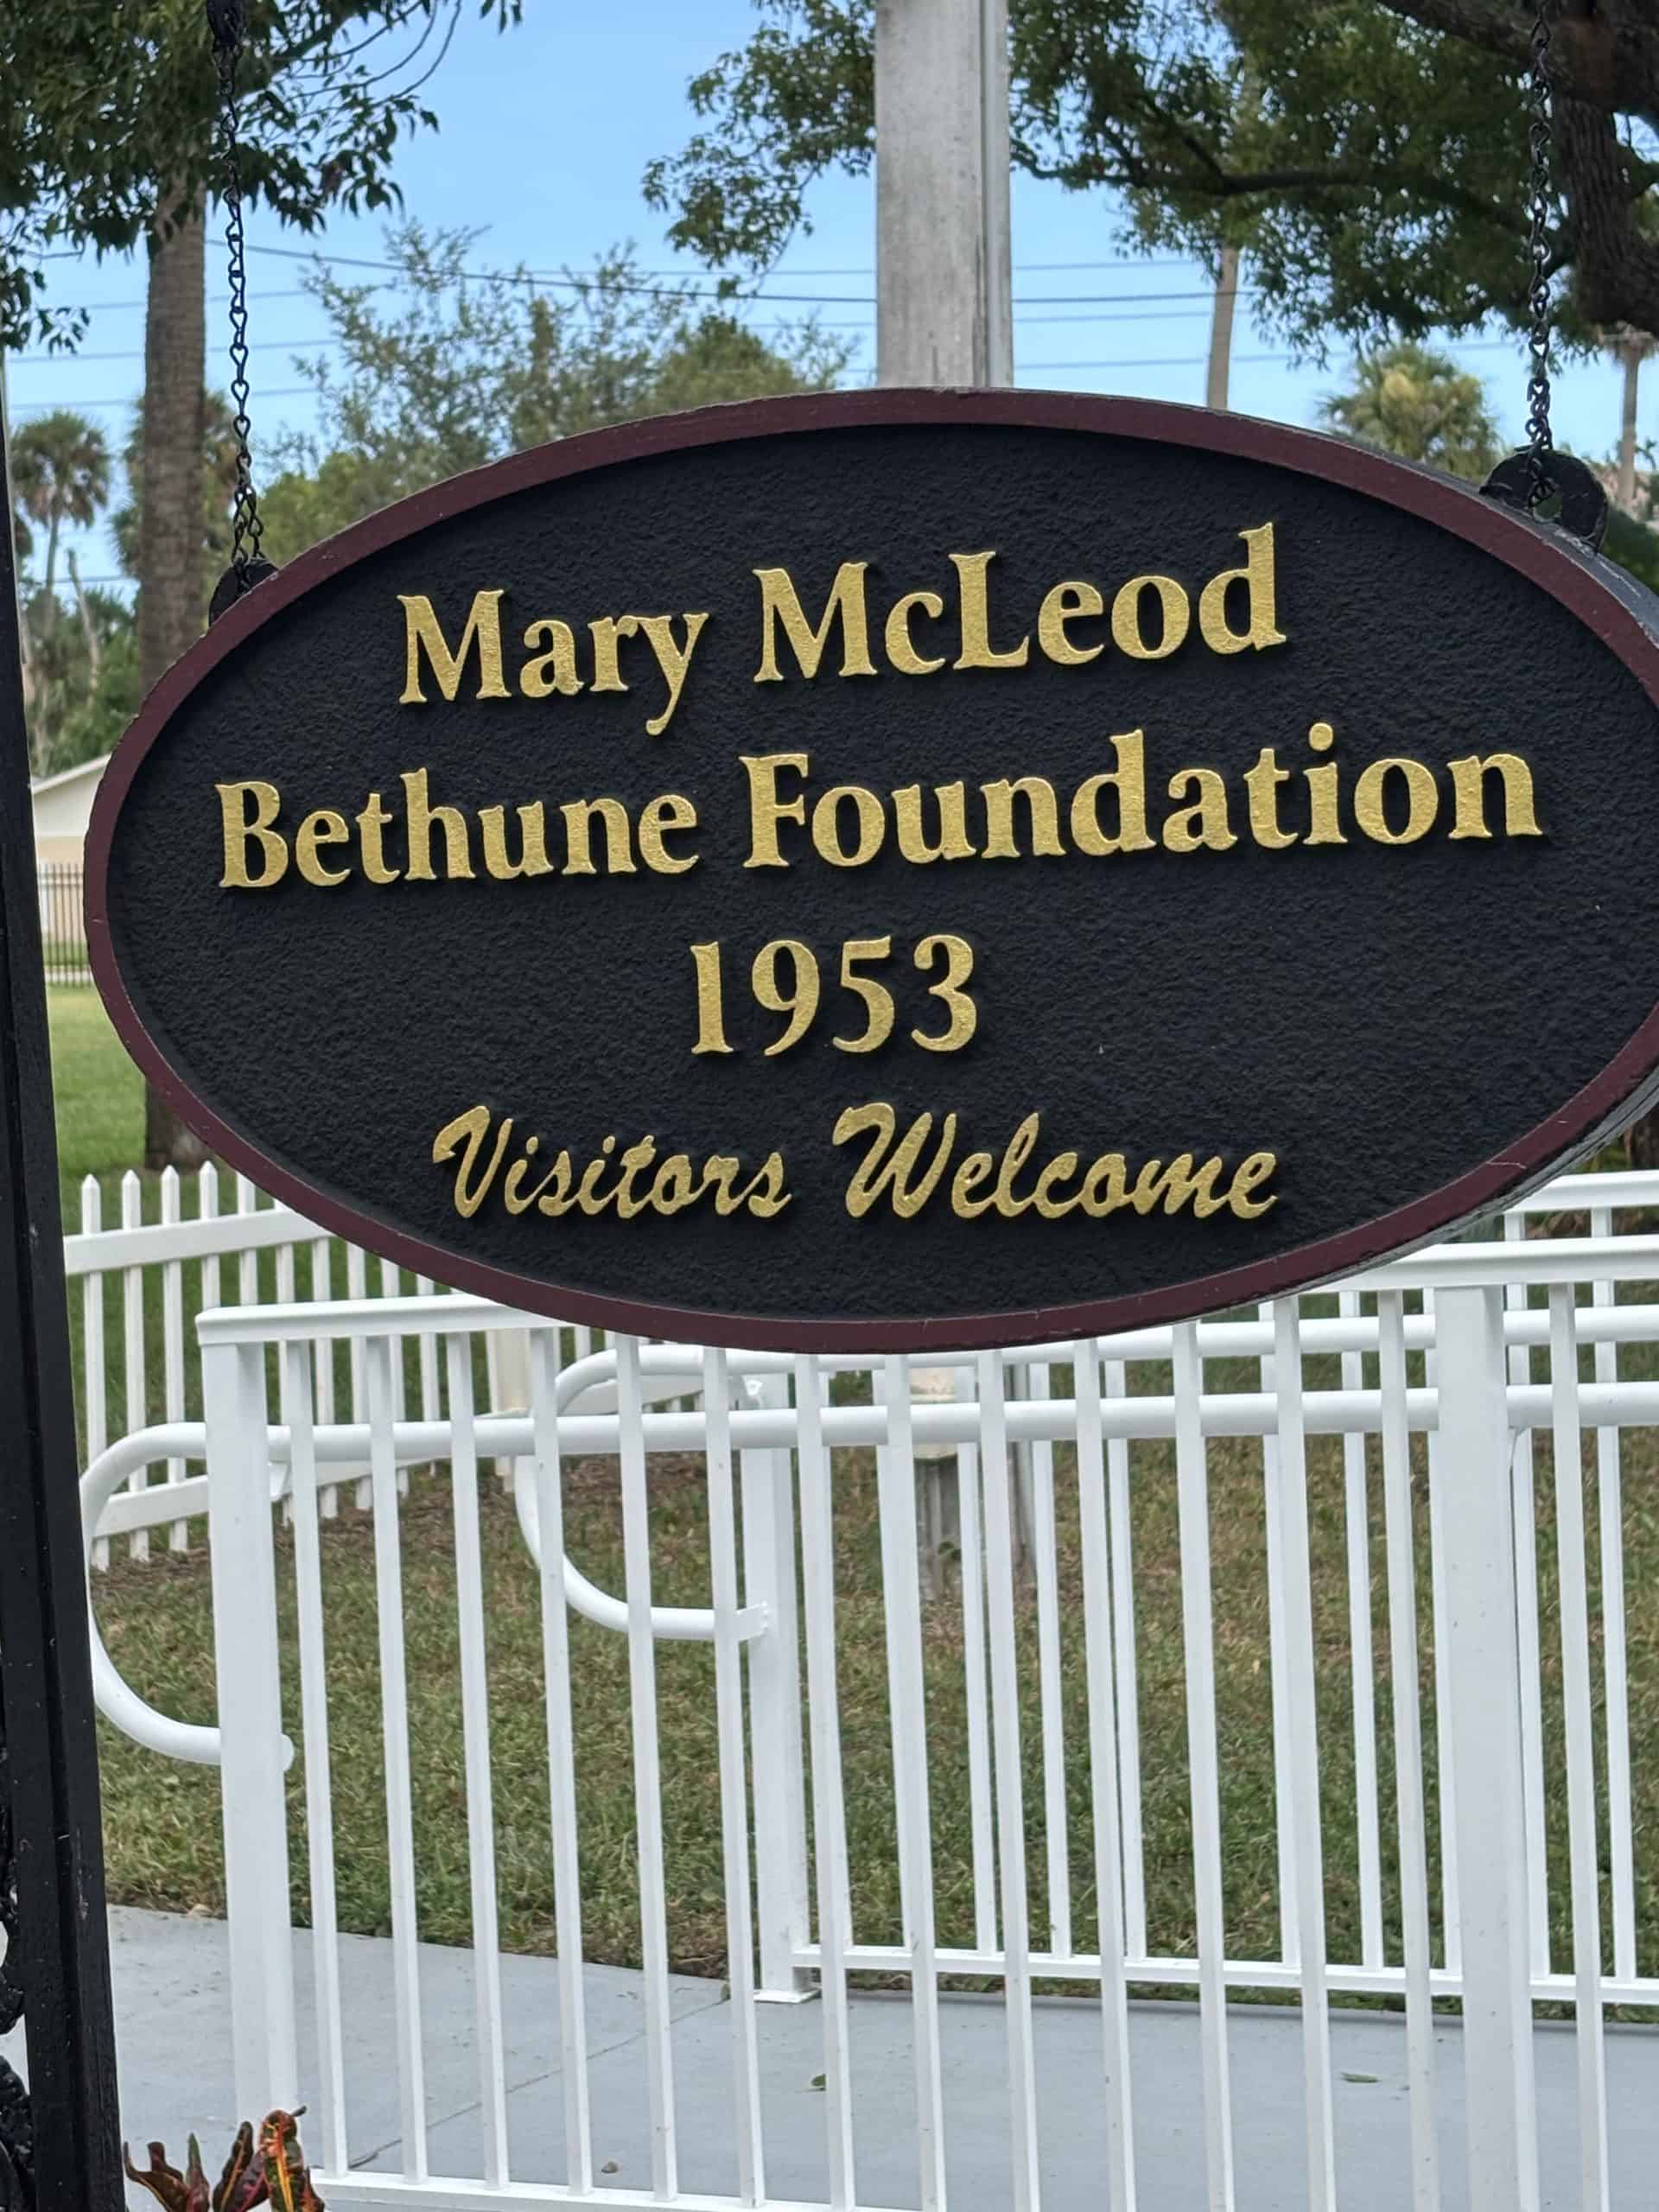 Mary McLeod
Bethune Foundation
1953
Visitors Welcome